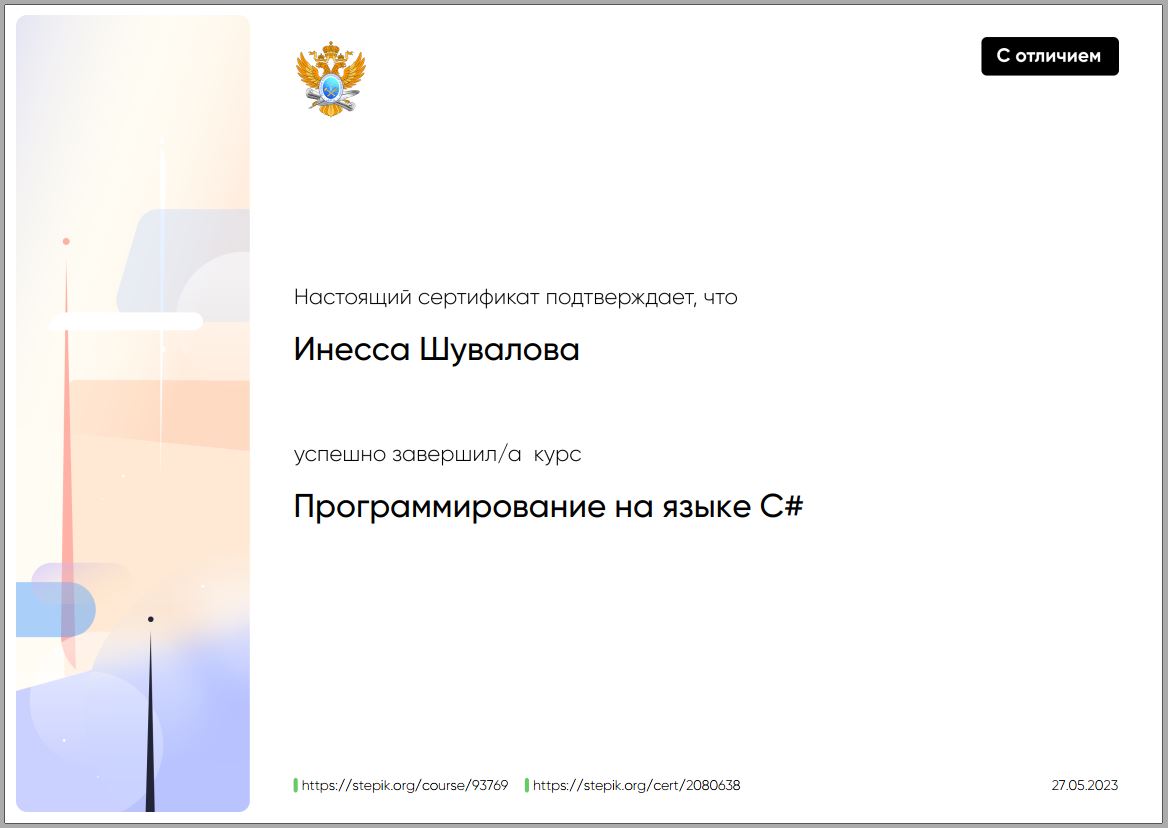 С отличием
Настоящий сертификат подтверждает, что
Инесса Шувалова
успешно завершил/а  курс
Программирование на языке C#
https://stepik.org/course/93769 https://stepik.org/cert/2080638 27.05.2023